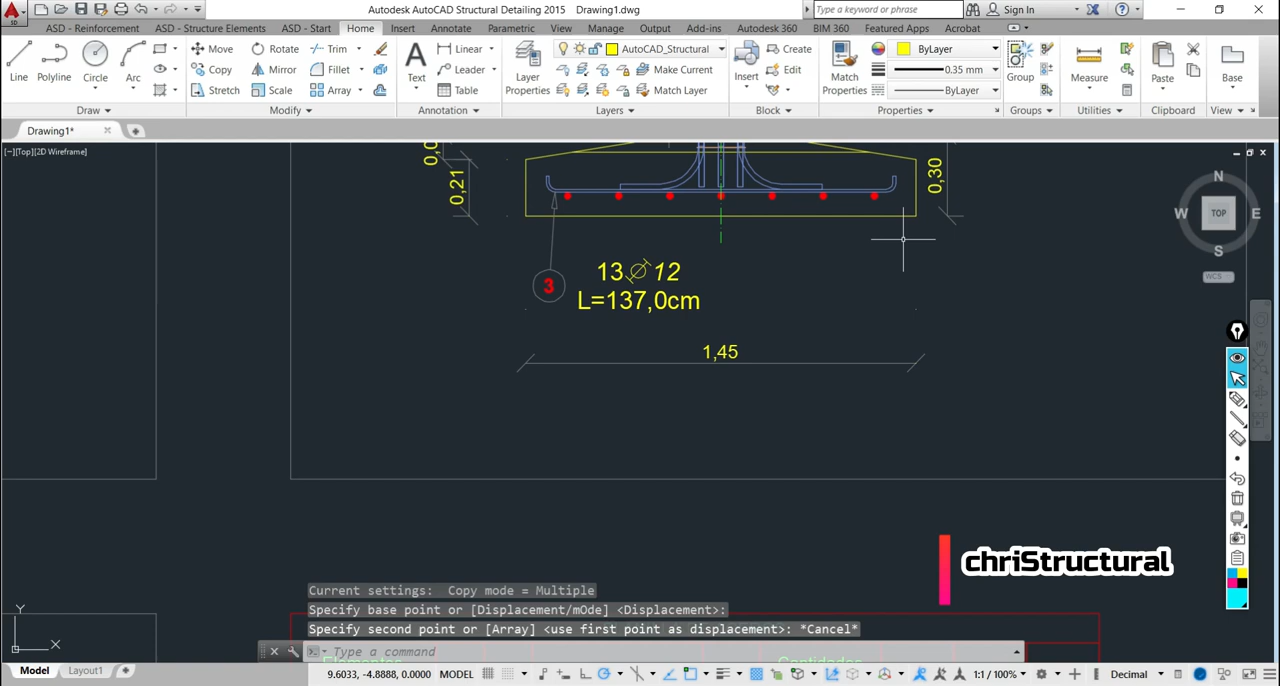 Autodesk AutoCAD Structural Detailing 2015 Drawing1.dwg
Type a keyword or phrase
Sign In
SD
ASD - Reinforcement ASD - Structure Elements ASD - Start Home Insert Annotate Parametric View Manage Output Add-ins Autodesk 360 BIM 360 Featured Apps Acrobat
Line Polyline Circle Arc
Move Rotate Trim
Copy Mirror Fillet
Stretch Scale Array
Text
Linear
Leader
Table
Layer Properties
AutoCAD_Structural
Make Current
Match Layer
Insert
Create
Edit
Match Properties
ByLayer
0.35 mm
ByLayer
Group
Measure
Paste
Base
Draw Modify Annotation Layers Block Properties Groups Utilities Clipboard View
Drawing1*
[–][Top][2D Wireframe]
0,21
0,30
N
W TOP E
S
WCS
3
13 ∅ 12
L=137,0cm
1,45
chriStructural
Current settings: Copy mode = Multiple
Specify base point or [Displacement/mOde] <Displacement>:
Specify second point or [Array] <use first point as displacement>: *Cancel*
Type a command
Elementos
Cantidades
Y
X
Model Layout1
9.6033, -4.8888, 0.0000 MODEL
1:1 / 100%
Decimal